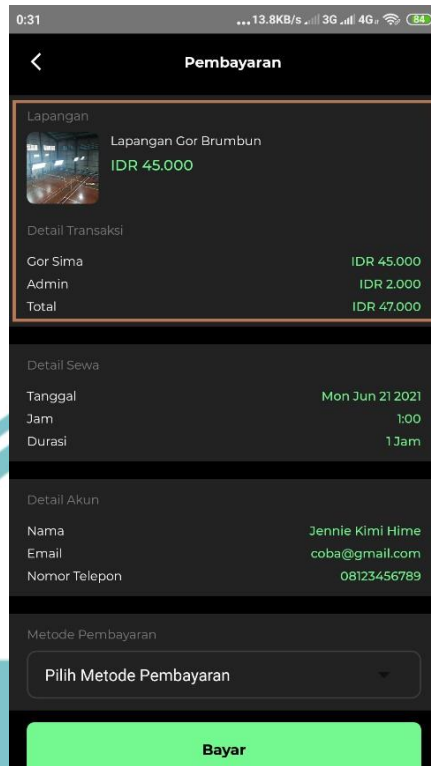 0:31 ...13.8KB/s 3G 4G 84
Pembayaran
Lapangan
Lapangan Gor Brumbun
IDR 45.000
Detail Transaksi
Gor Sima IDR 45.000
Admin IDR 2.000
Total IDR 47.000
Detail Sewa
Tanggal Mon Jun 21 2021
Jam 1:00
Durasi 1 Jam
Detail Akun
Nama Jennie Kimi Hime
Email coba@gmail.com
Nomor Telepon 08123456789
Metode Pembayaran
Pilih Metode Pembayaran
Bayar